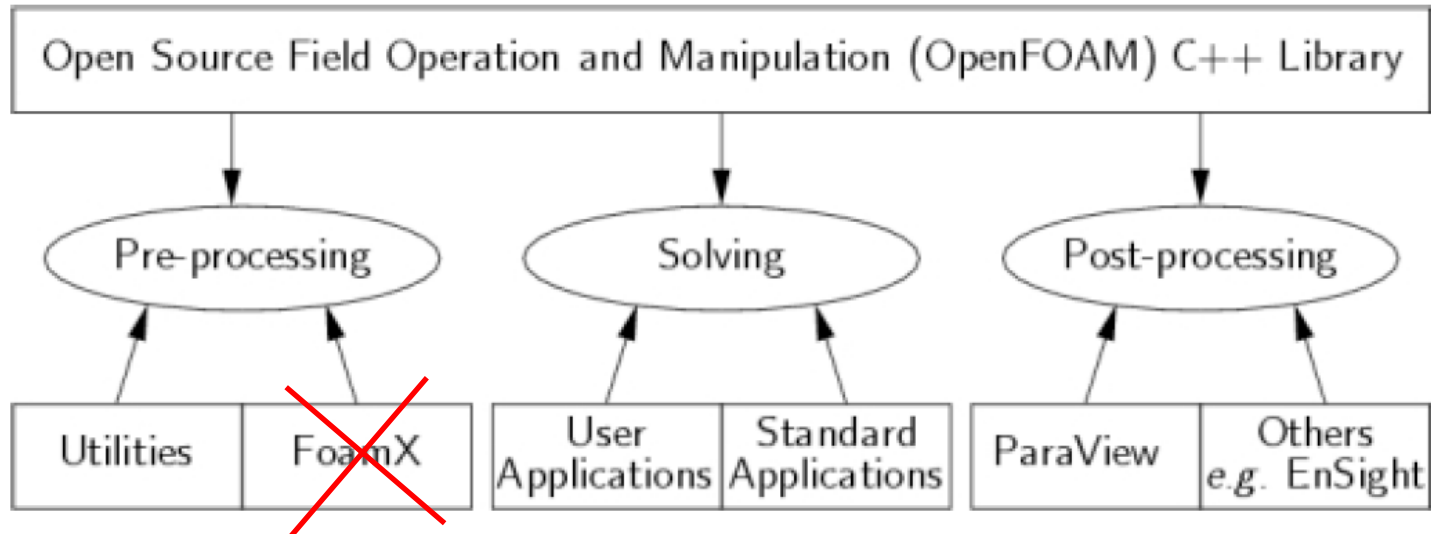 Open Source Field Operation and Manipulation (OpenFOAM) C++ Library
Pre-processing
Solving
Post-processing
Utilities
FoamX
User
Applications
Standard
Applications
ParaView
Others
e.g. EnSight